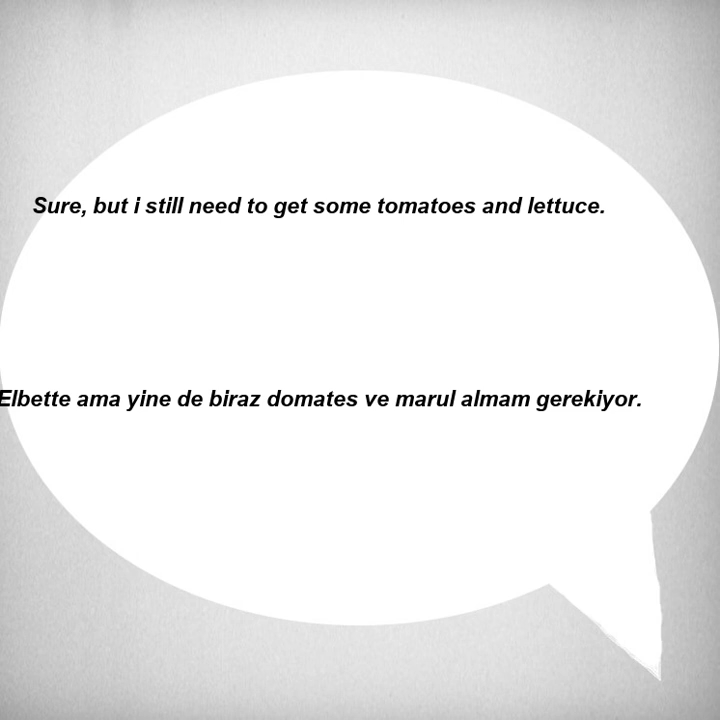 Sure, but i still need to get some tomatoes and lettuce.
Elbette ama yine de biraz domates ve marul almam gerekiyor.